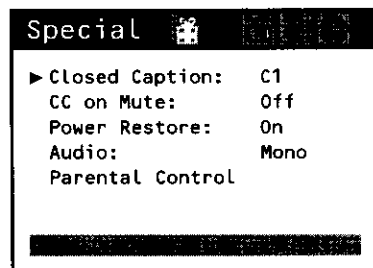 Special
▶Closed Caption: C1
CC on Mute: Off
Power Restore: On
Audio: Mono
Parental Control